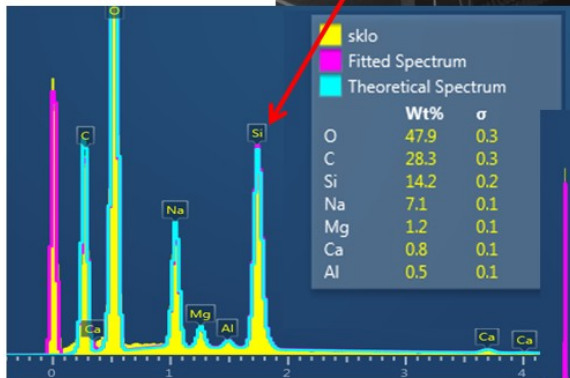 sklo
Fitted Spectrum
Theoretical Spectrum
Wt% σ
O 47.9 0.3
C 28.3 0.3
Si 14.2 0.2
Na 7.1 0.1
Mg 1.2 0.1
Ca 0.8 0.1
Al 0.5 0.1
O
C
Si
Na
Ca
Mg
Al
Ca
Ca
0 1 2 3 4